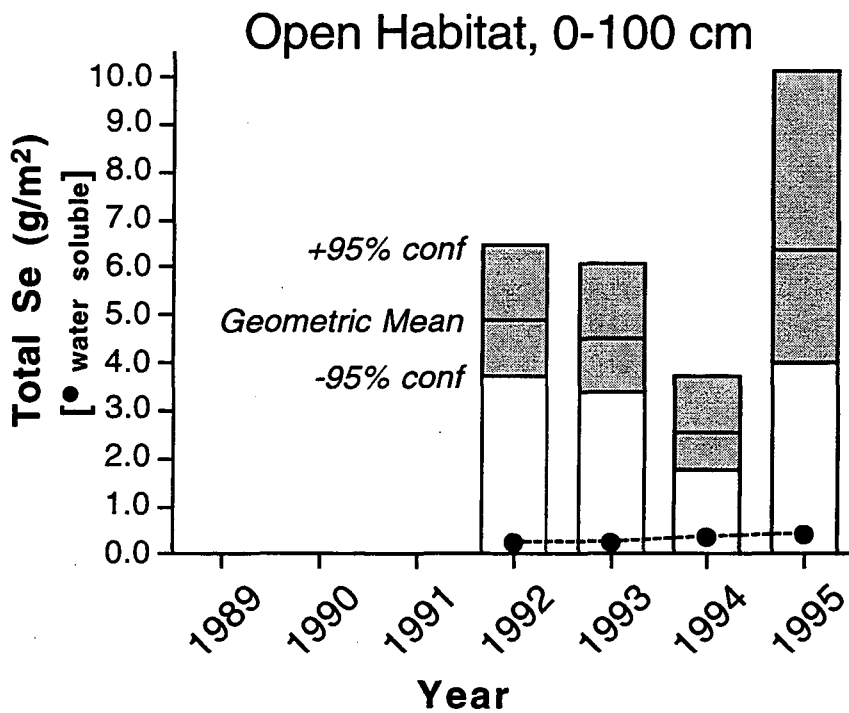 Open Habitat, 0-100 cm
Total Se (g/m²)
[● water soluble]
10.0
9.0
8.0
7.0
6.0
5.0
4.0
3.0
2.0
1.0
0.0
+95% conf
Geometric Mean
-95% conf
1989
1990
1991
1992
1993
1994
1995
Year